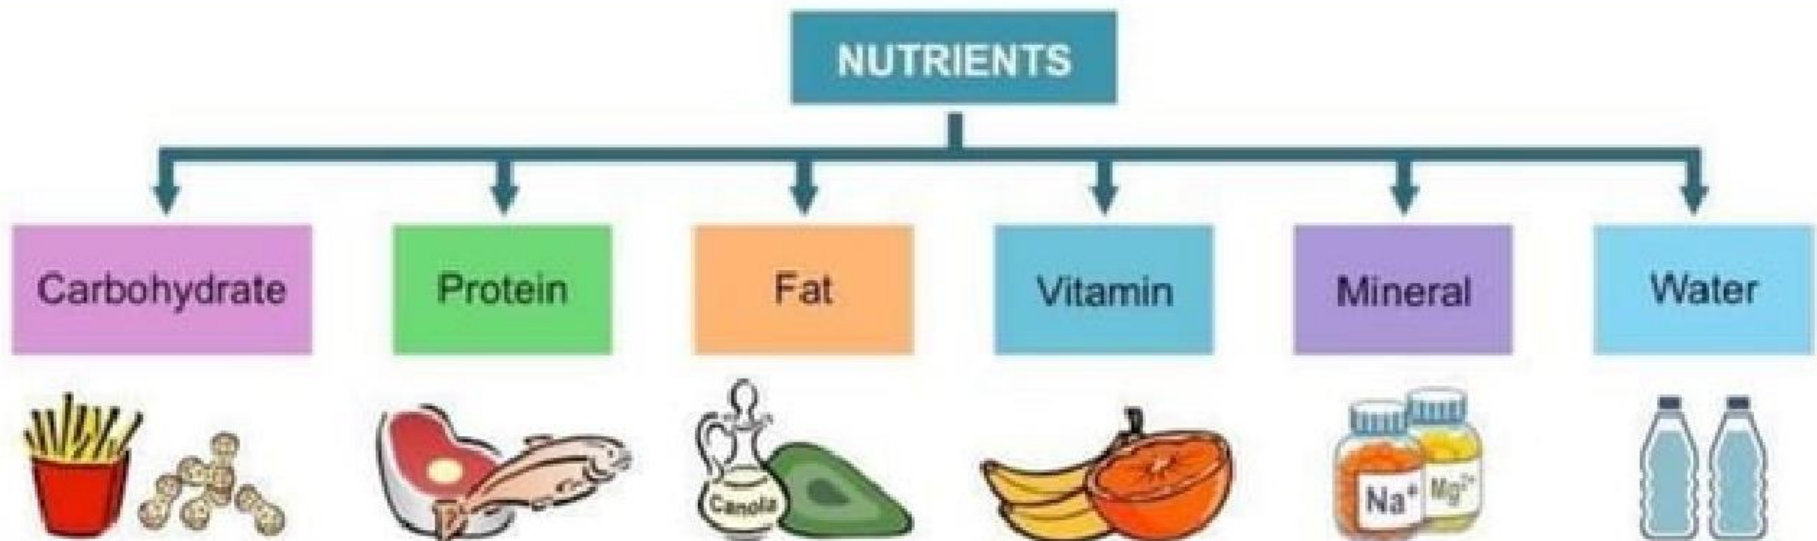 NUTRIENTS
Carbohydrate
Protein
Fat
Vitamin
Mineral
Water
Canola
Na⁺
Mg²⁺